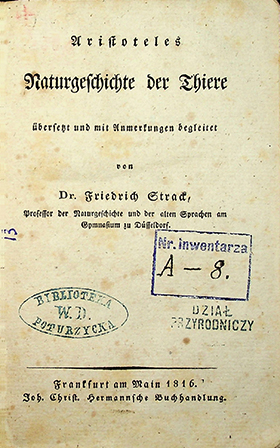 Aristoteles
Naturgeschichte der Thiere
übersetzt und mit Anmerkungen begleitet
von
Dr. Friedrich Strack,
Professor der Naturgeschichte und der alten Sprachen am
Gymnasium zu Düsseldorf.
Nr. inwentarza
A – 8.
BIBLIOTEKA
W. D.
POTURZYCKA
DZIAŁ
PRZYRODNICZY
Frankfurt am Main 1816.
Joh. Christ. Hermannsche Buchhandlung.